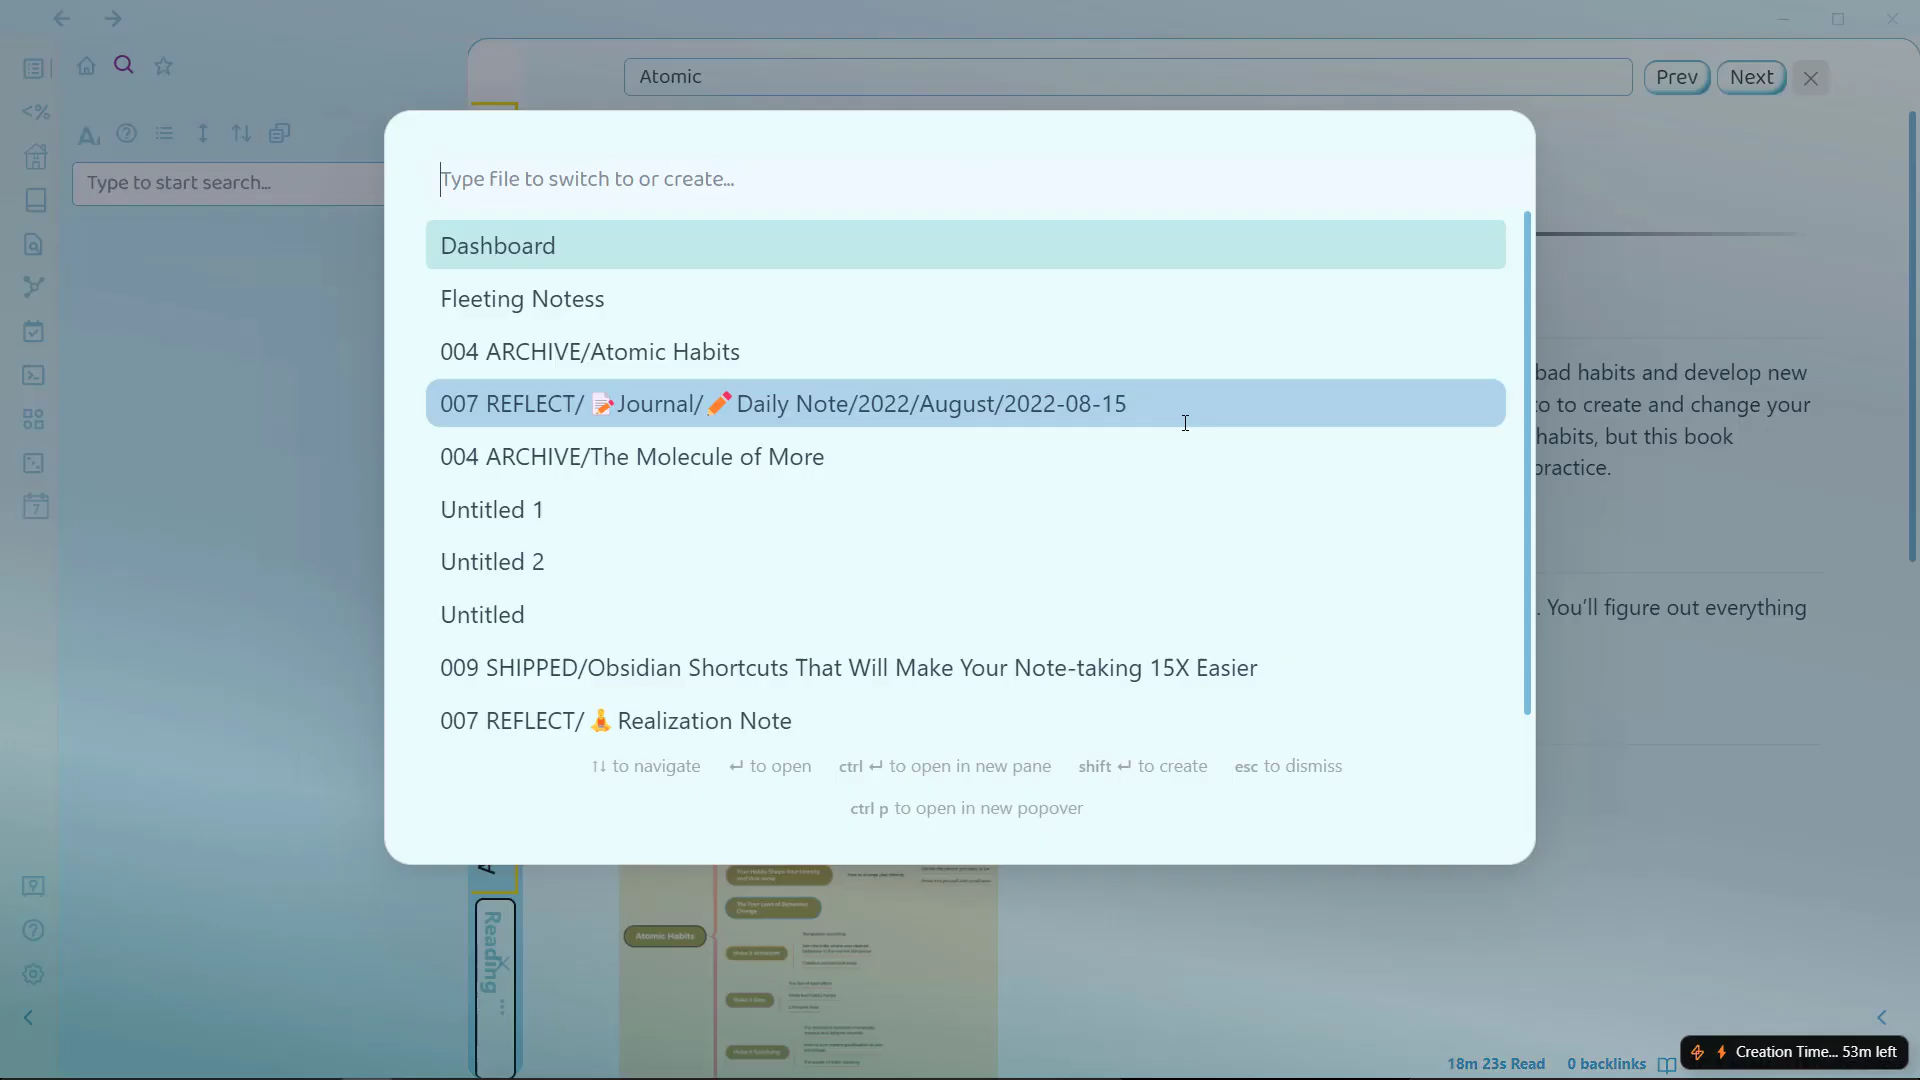 Atomic
Prev
Next
Type to start search...
Type file to switch to or create...
Dashboard
Fleeting Notess
004 ARCHIVE/Atomic Habits
007 REFLECT/ 📝Journal/✏️Daily Note/2022/August/2022-08-15
004 ARCHIVE/The Molecule of More
Untitled 1
Untitled 2
Untitled
009 SHIPPED/Obsidian Shortcuts That Will Make Your Note-taking 15X Easier
007 REFLECT/ 🧘Realization Note
↑↓ to navigate ↵ to open ctrl ↵ to open in new pane shift ↵ to create esc to dismiss
ctrl p to open in new popover
bad habits and develop new
to create and change your
habits, but this book
practice.
. You'll figure out everything
Reading ...
Atomic Habits
18m 23s Read 0 backlinks
Creation Time... 53m left